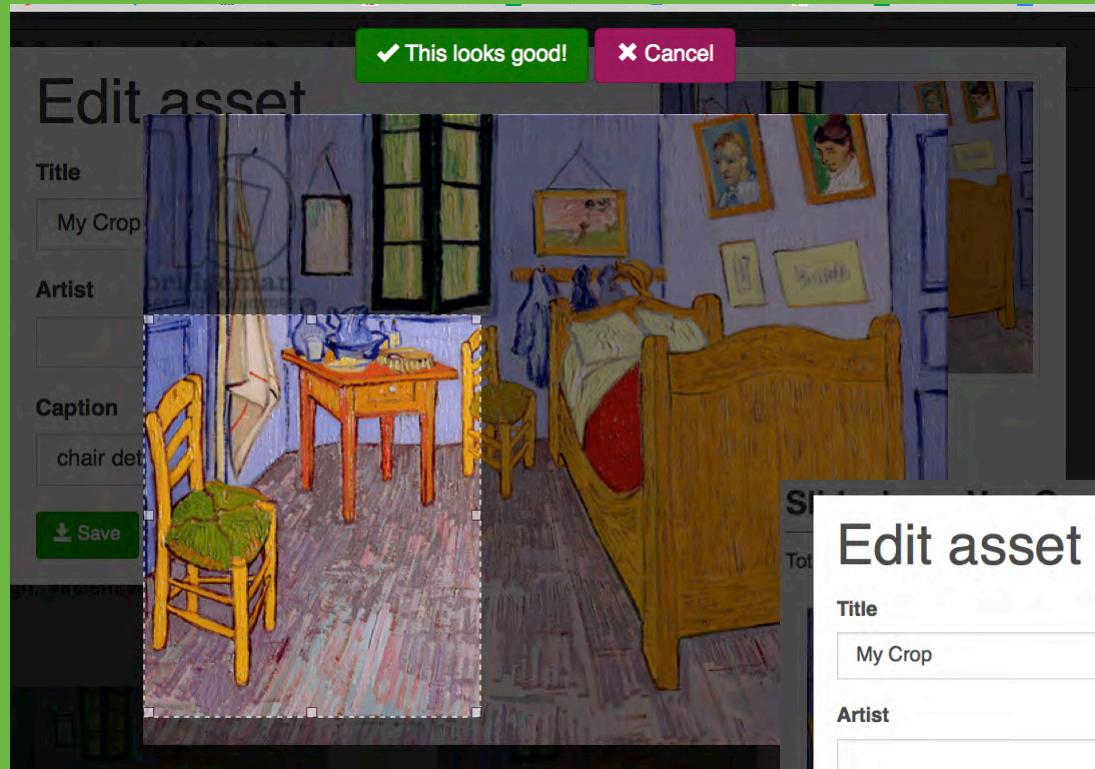 ✔ This looks good!
✖ Cancel
Edit asset
Title
My Crop
Artist
bridgeman
Caption
chair det
Save
Edit asset
Title
My Crop
Artist